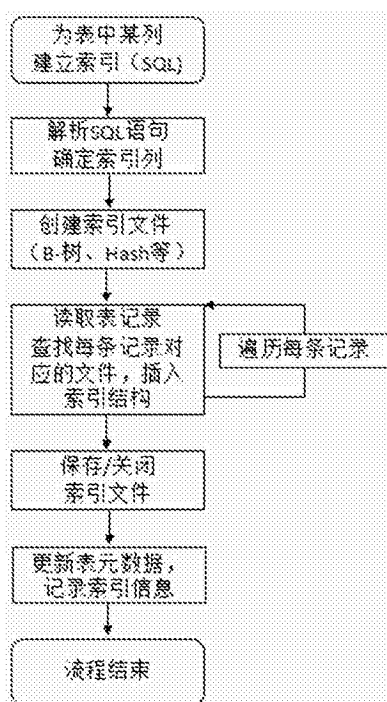 为表中某列
建立索引（SQL)
解析SQL语句
确定索引列
创建索引文件
（B-树、Hash等）
读取表记录
查找每条记录对
应的文件，插入
索引结构
遍历每条记录
保存/关闭
索引文件
更新表元数据，
记录索引信息
流程结束